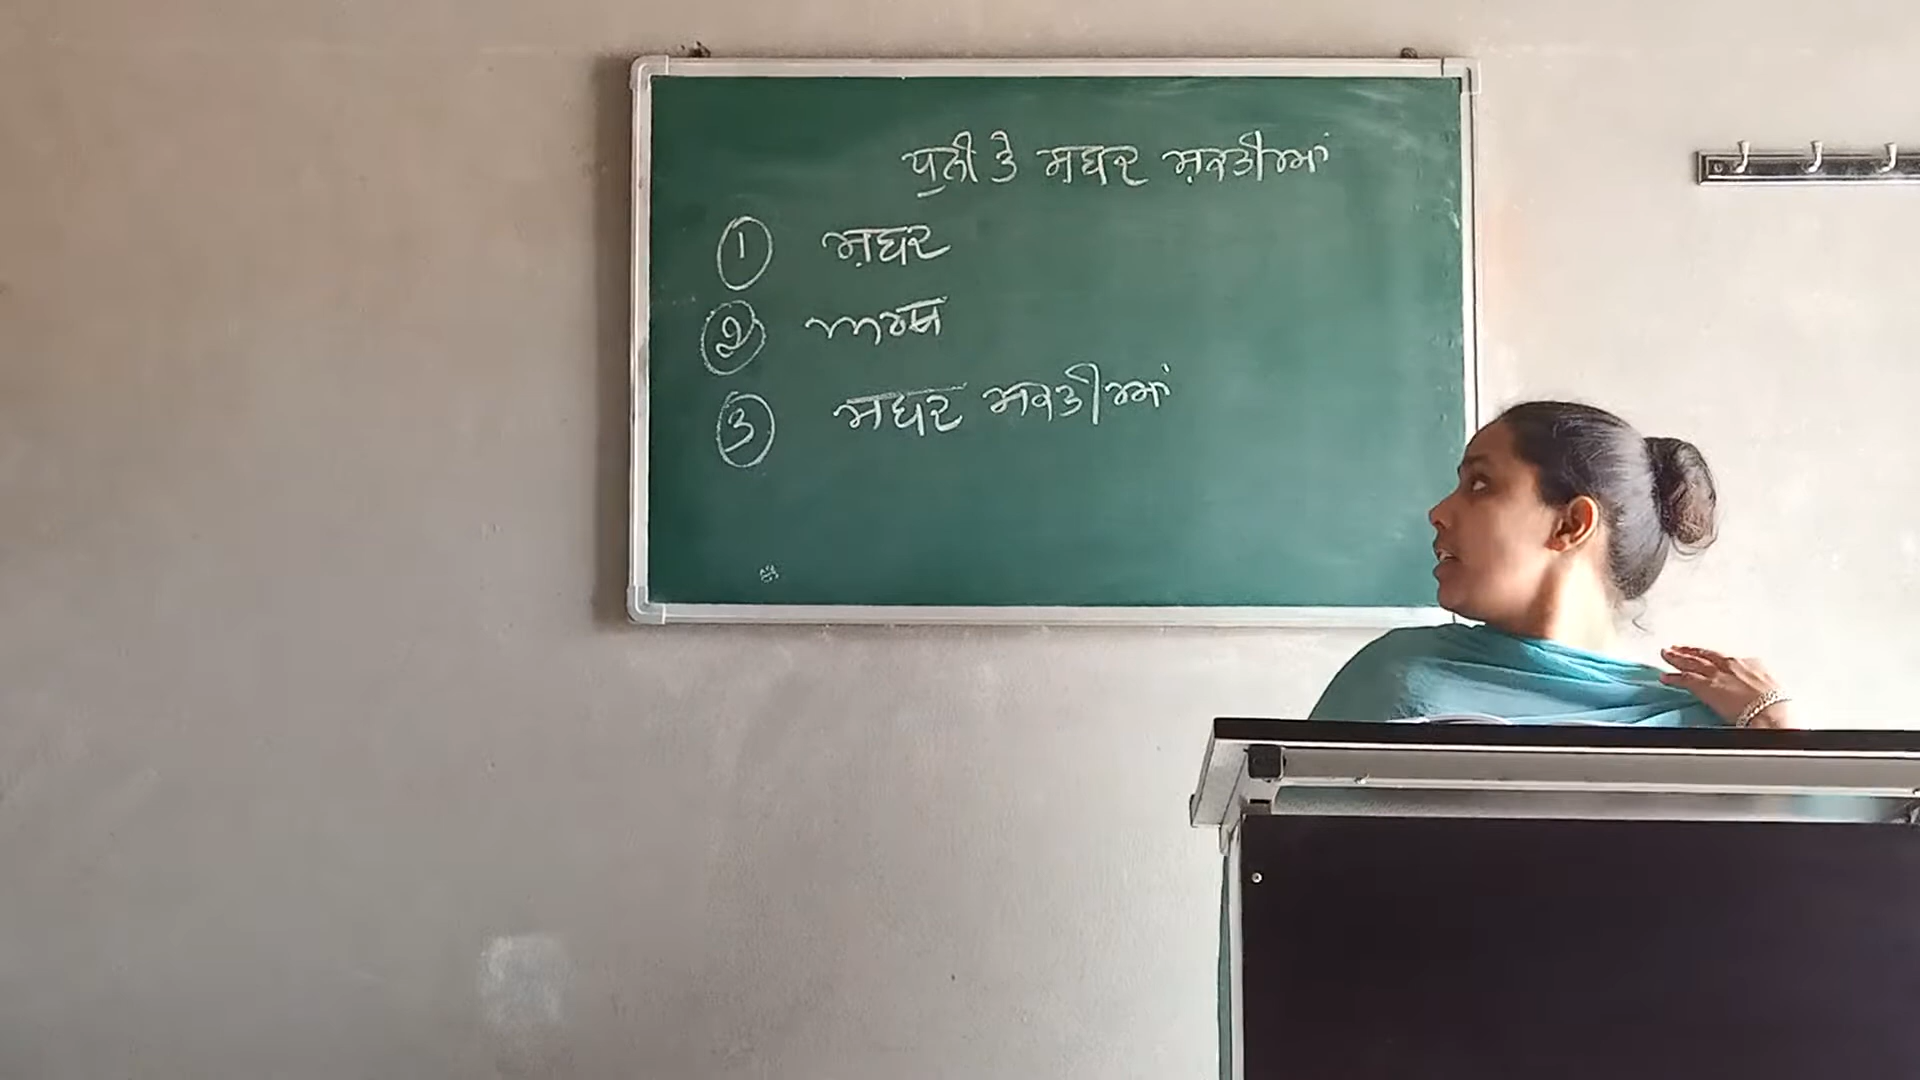 ਧੁਨੀ ਤੇ ਸ਼ਬਦ ਸ਼ਕਤੀਆਂ
① ਸ਼ਬਦ
② ਅਰਥ
③ ਸਬਦ ਸਕਤੀਆਂ